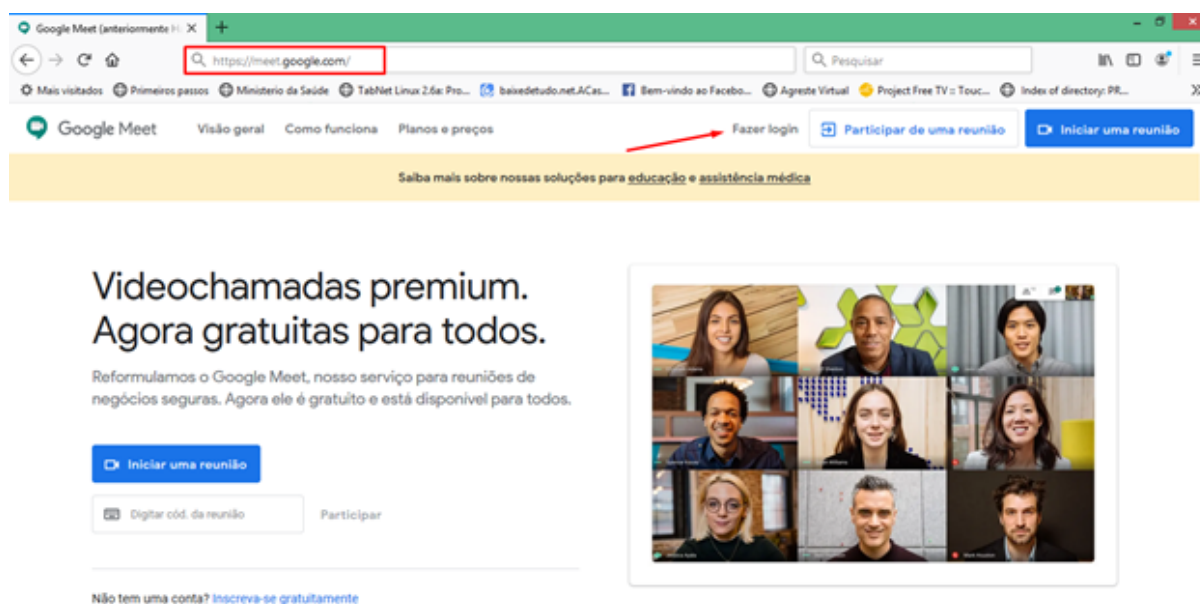 Google Meet (anteriormente H
https://meet.google.com/
Pesquisar
Mais visitados Primeiros passos Ministerio da Saúde TabNet Linux 2.6a: Pro... baixedetudo.net.ACas... Bem-vindo ao Facebo... Agreste Virtual Project Free TV :: Touc... Index of directory: PR...
Google Meet Visão geral Como funciona Planos e preços Fazer login Participar de uma reunião Iniciar uma reunião
Saiba mais sobre nossas soluções para educação e assistência médica
Videochamadas premium.
Agora gratuitas para todos.
Reformulamos o Google Meet, nosso serviço para reuniões de
negócios seguras. Agora ele é gratuito e está disponível para todos.
Iniciar uma reunião
Digitar cód. da reunião Participar
Não tem uma conta? Inscreva-se gratuitamente